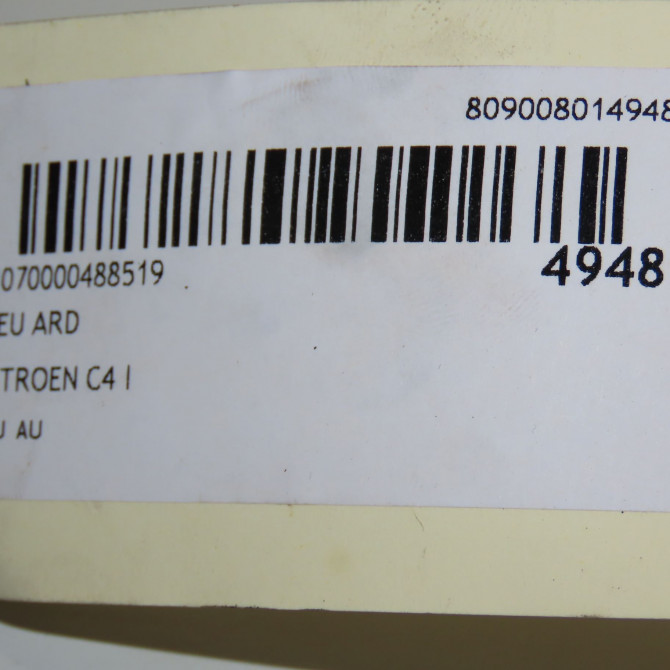 809008014948
070000488519
4948
EU ARD
TROEN C4 I
U AU